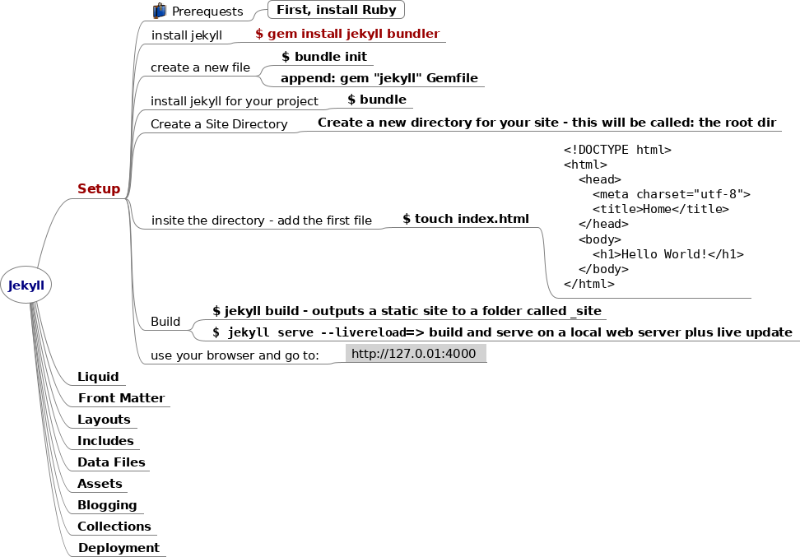 Prerequests
First, install Ruby
install jekyll
$ gem install jekyll bundler
create a new file
$ bundle init
append: gem "jekyll" Gemfile
install jekyll for your project
$ bundle
Create a Site Directory
Create a new directory for your site - this will be called: the root dir
Setup
insite the directory - add the first file
$ touch index.html
<!DOCTYPE html>
<html>
  <head>
    <meta charset="utf-8">
    <title>Home</title>
  </head>
  <body>
    <h1>Hello World!</h1>
  </body>
</html>
Jekyll
Build
$ jekyll build - outputs a static site to a folder called _site
$ jekyll serve --livereload=> build and serve on a local web server plus live update
use your browser and go to:
http://127.0.01:4000
Liquid
Front Matter
Layouts
Includes
Data Files
Assets
Blogging
Collections
Deployment